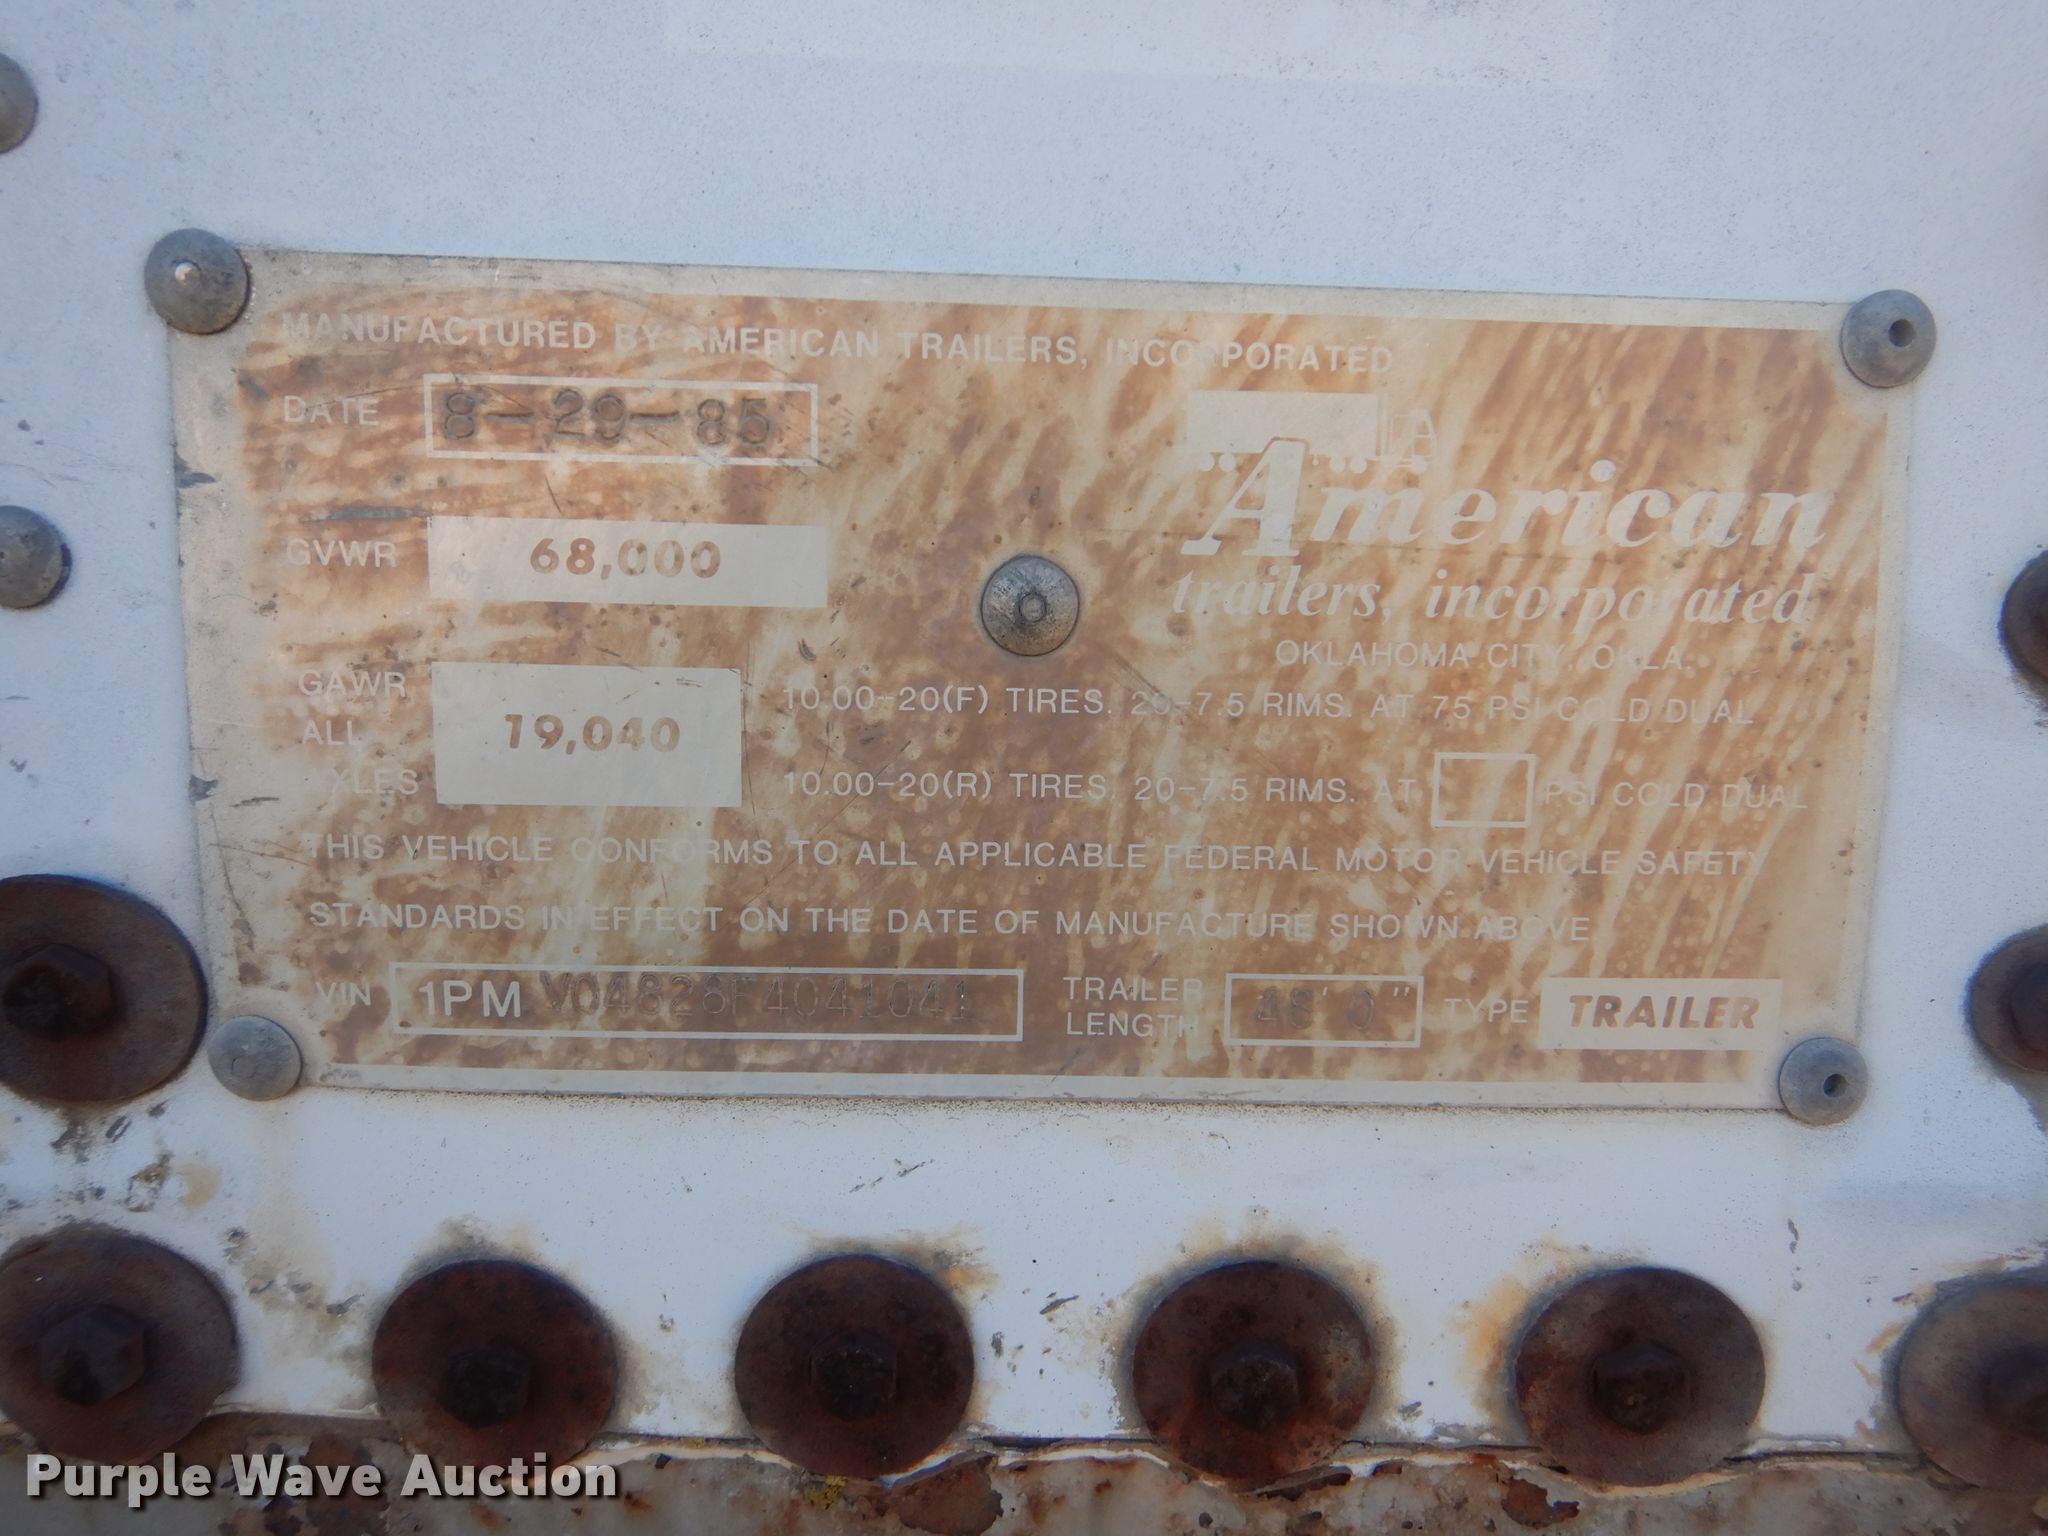 MANUFACTURED BY AMERICAN TRAILERS, INCORPORATED
DATE 8-29-85
GVWR 68,000
"American"
trailers, incorporated
OKLAHOMA CITY, OKLA.
GAWR
ALL
AXLES
19,040
10.00-20(F) TIRES. 20-7.5 RIMS. AT 75 PSI COLD DUAL
10.00-20(R) TIRES. 20-7.5 RIMS. AT PSI COLD DUAL
THIS VEHICLE CONFORMS TO ALL APPLICABLE FEDERAL MOTOR VEHICLE SAFETY
STANDARDS IN EFFECT ON THE DATE OF MANUFACTURE SHOWN ABOVE.
VIN 1PM V04828F4041041
TRAILER
LENGTH
48'0"
TYPE TRAILER
Purple Wave Auction